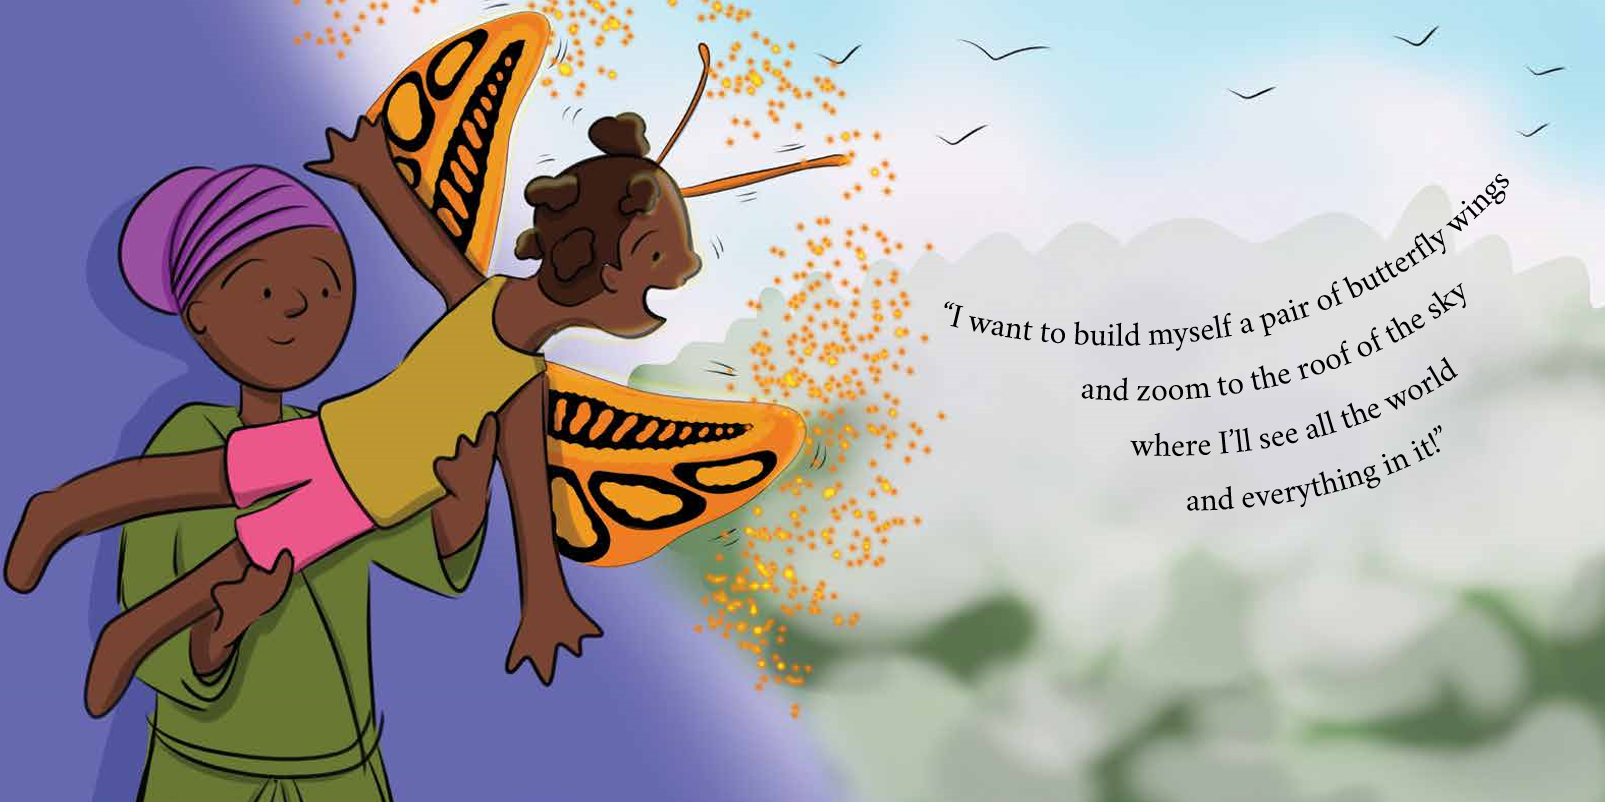 “I want to build myself a pair of butterfly wings
and zoom to the roof of the sky
where I’ll see all the world
and everything in it!”